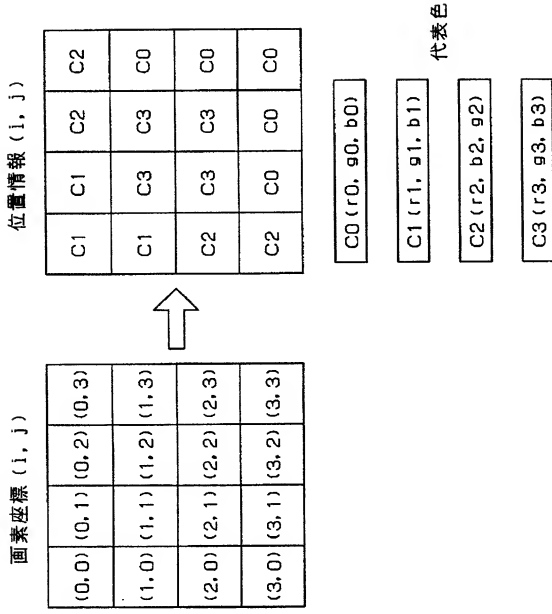 画素座標 (i, j)
(0, 0) (0, 1) (0, 2) (0, 3)
(1, 0) (1, 1) (1, 2) (1, 3)
(2, 0) (2, 1) (2, 2) (2, 3)
(3, 0) (3, 1) (3, 2) (3, 3)
位置情報 (i, j)
C1 C1 C2 C2
C1 C3 C3 C0
C2 C3 C3 C0
C2 C0 C0 C0
C0 (r0, g0, b0)
C1 (r1, g1, b1)
C2 (r2, b2, g2)
C3 (r3, g3, b3)
代表色